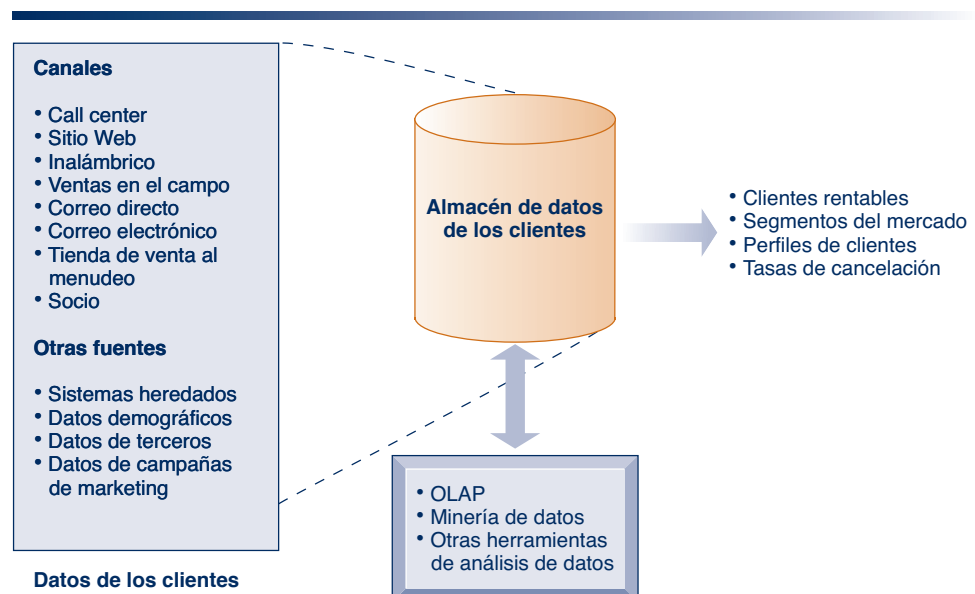 Canales
• Call center
• Sitio Web
• Inalámbrico
• Ventas en el campo
• Correo directo
• Correo electrónico
• Tienda de venta al
menudeo
• Socio
Otras fuentes
• Sistemas heredados
• Datos demográficos
• Datos de terceros
• Datos de campañas
de marketing
Datos de los clientes
Almacén de datos
de los clientes
• Clientes rentables
• Segmentos del mercado
• Perfiles de clientes
• Tasas de cancelación
• OLAP
• Minería de datos
• Otras herramientas
de análisis de datos